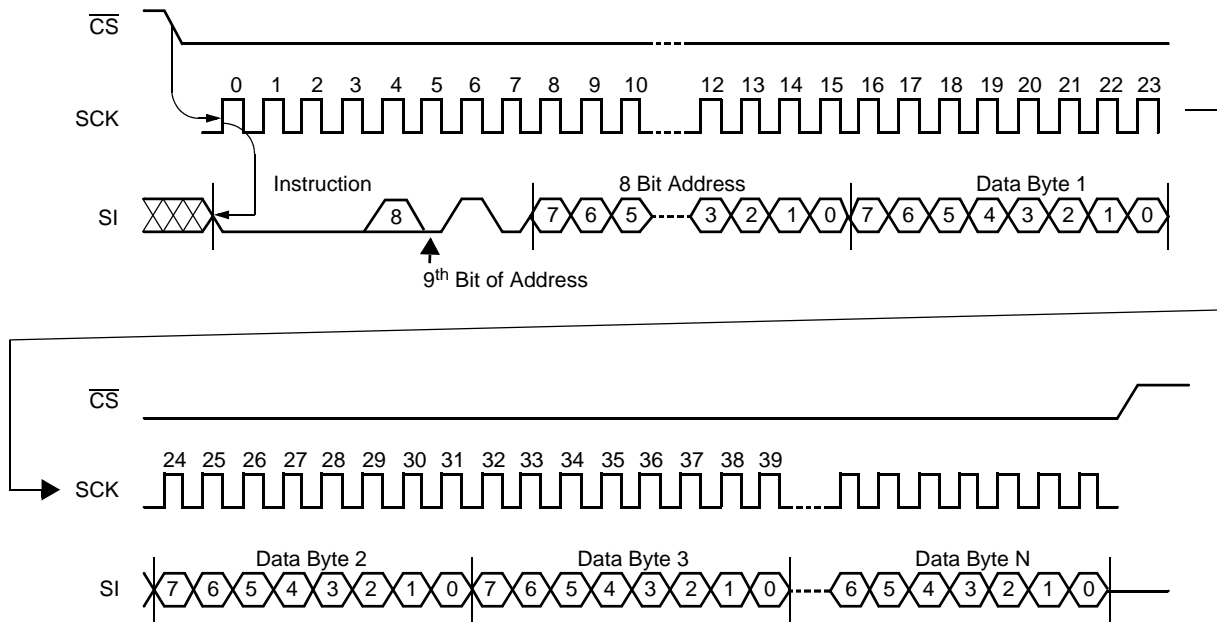 CS
0 1 2 3 4 5 6 7 8 9 10 12 13 14 15 16 17 18 19 20 21 22 23
SCK
Instruction 8 Bit Address Data Byte 1
SI 8 7 6 5 3 2 1 0 7 6 5 4 3 2 1 0
9th Bit of Address
CS
24 25 26 27 28 29 30 31 32 33 34 35 36 37 38 39
SCK
Data Byte 2 Data Byte 3 Data Byte N
SI 7 6 5 4 3 2 1 0 7 6 5 4 3 2 1 0 6 5 4 3 2 1 0